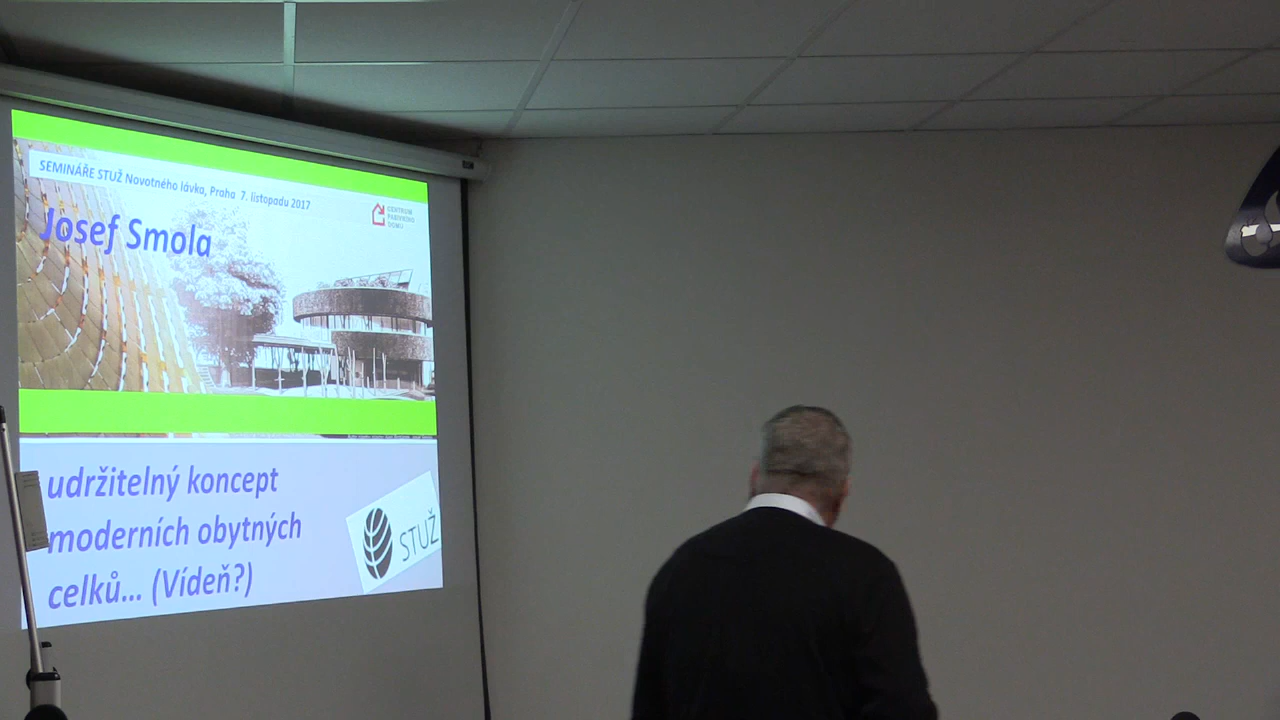 SEMINÁŘE STUŽ Novotného lávka, Praha 7. listopadu 2017
CENTRUM
PASIVNÍHO
DOMU
Josef Smola
udržitelný koncept
moderních obytných
celků... (Vídeň?)
STUŽ